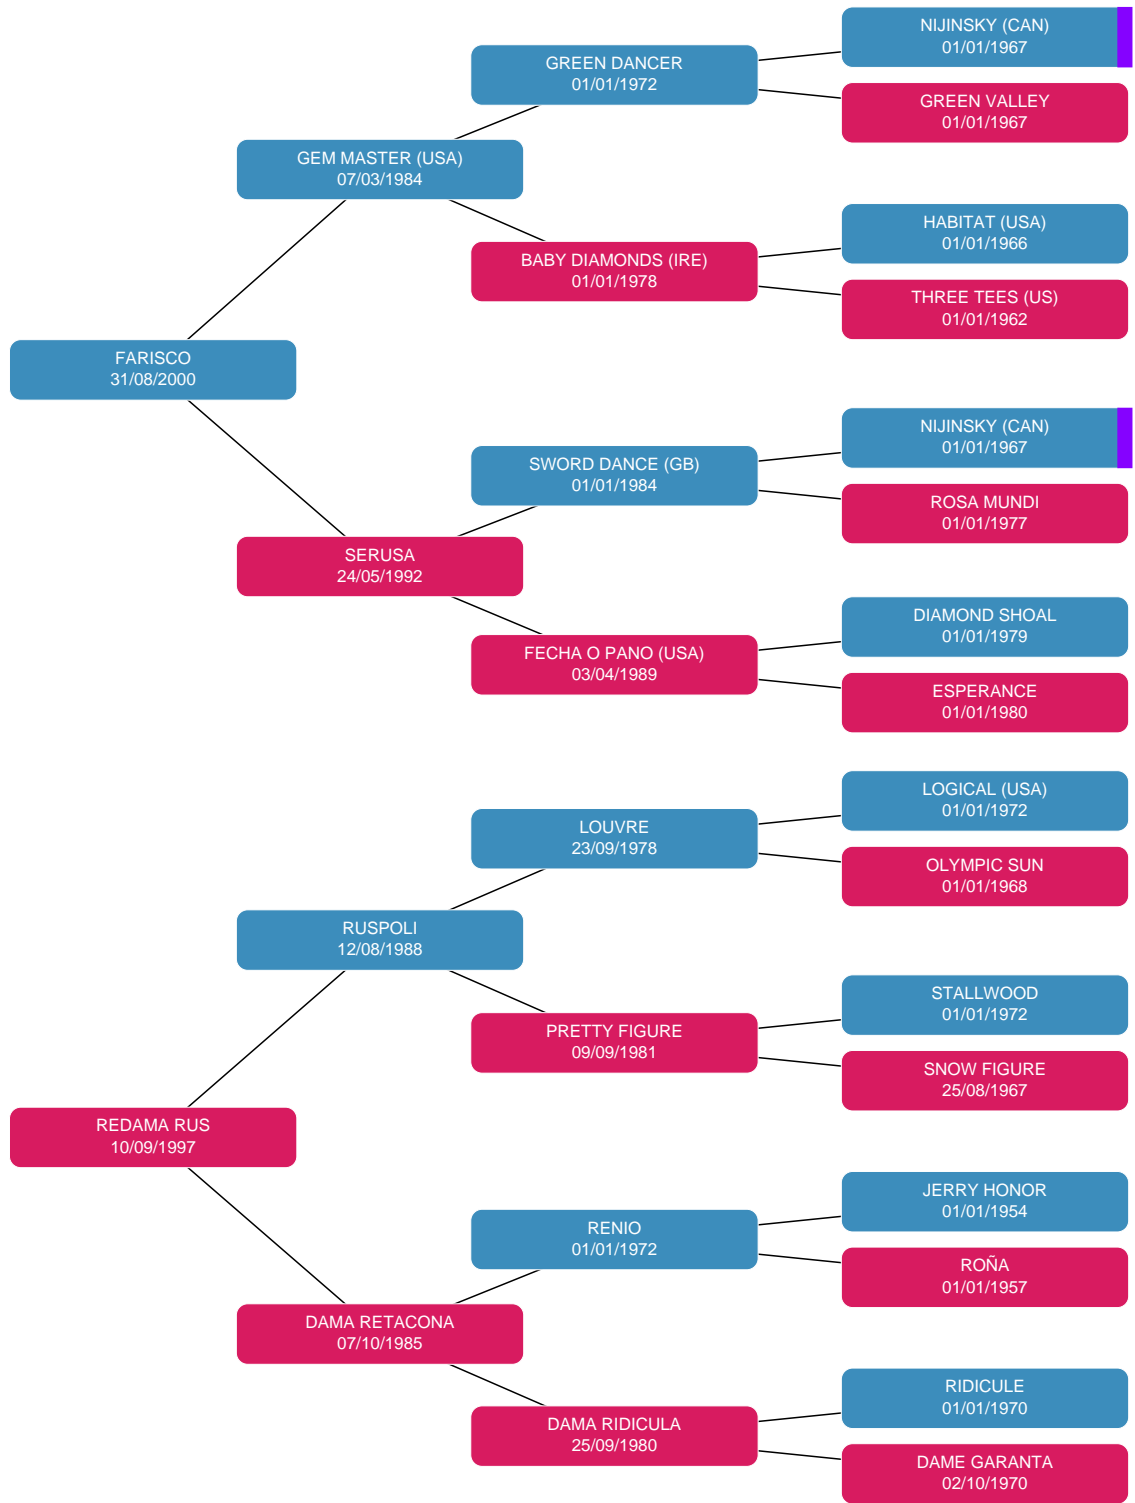 NIJINSKY (CAN)
01/01/1967
GREEN DANCER
01/01/1972
GREEN VALLEY
01/01/1967
GEM MASTER (USA)
07/03/1984
HABITAT (USA)
01/01/1966
BABY DIAMONDS (IRE)
01/01/1978
THREE TEES (US)
01/01/1962
FARISCO
31/08/2000
NIJINSKY (CAN)
01/01/1967
SWORD DANCE (GB)
01/01/1984
ROSA MUNDI
01/01/1977
SERUSA
24/05/1992
DIAMOND SHOAL
01/01/1979
FECHA O PANO (USA)
03/04/1989
ESPERANCE
01/01/1980
LOGICAL (USA)
01/01/1972
LOUVRE
23/09/1978
OLYMPIC SUN
01/01/1968
RUSPOLI
12/08/1988
STALLWOOD
01/01/1972
PRETTY FIGURE
09/09/1981
SNOW FIGURE
25/08/1967
REDAMA RUS
10/09/1997
JERRY HONOR
01/01/1954
RENIO
01/01/1972
ROÑA
01/01/1957
DAMA RETACONA
07/10/1985
RIDICULE
01/01/1970
DAMA RIDICULA
25/09/1980
DAME GARANTA
02/10/1970